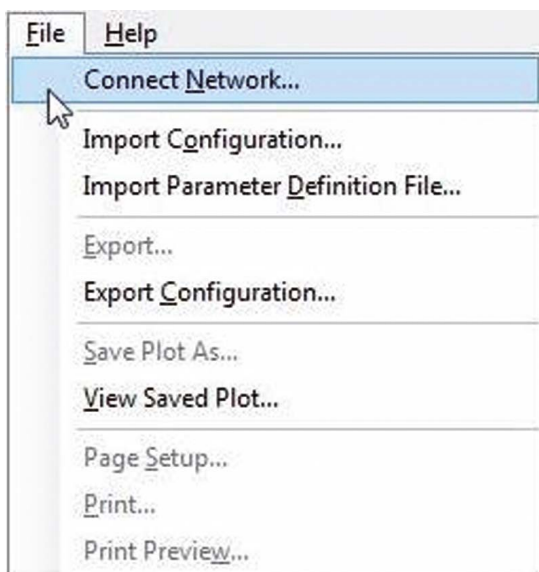 File Help
Connect Network...
Import Configuration...
Import Parameter Definition File...
Export...
Export Configuration...
Save Plot As...
View Saved Plot...
Page Setup...
Print...
Print Preview...